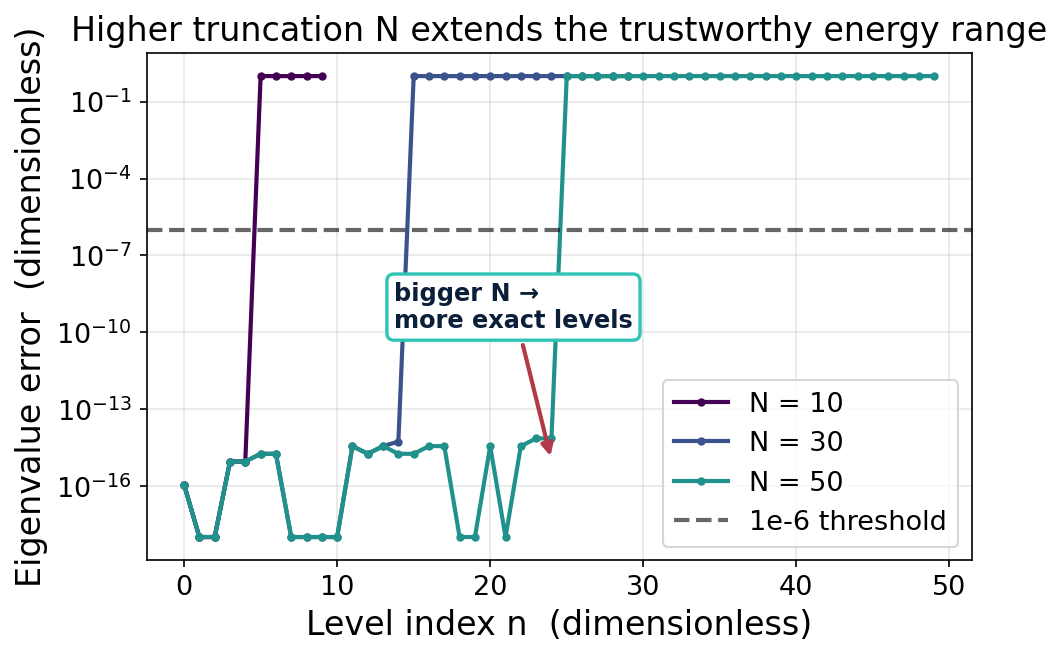 Higher truncation N extends the trustworthy energy range
Eigenvalue error  (dimensionless)
10⁻¹
10⁻⁴
10⁻⁷
10⁻¹⁰
10⁻¹³
10⁻¹⁶
bigger N →
more exact levels
N = 10
N = 30
N = 50
1e-6 threshold
0 10 20 30 40 50
Level index n  (dimensionless)